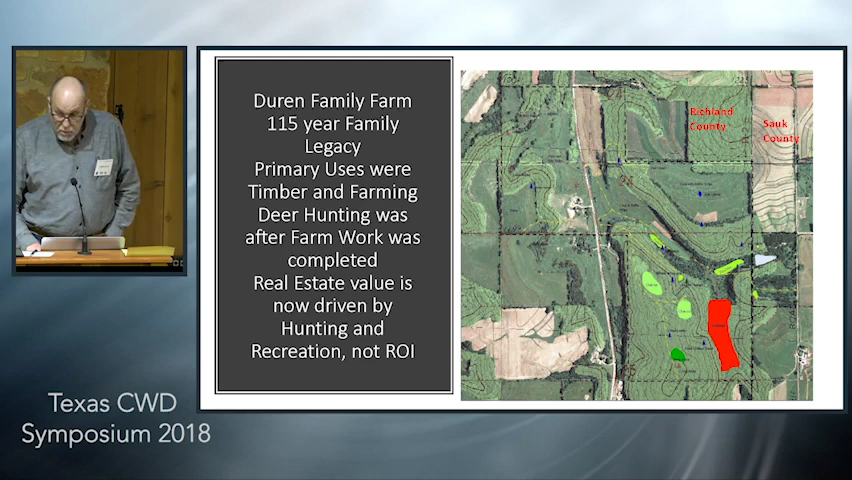 Duren Family Farm
115 year Family
Legacy
Primary Uses were
Timber and Farming
Deer Hunting was
after Farm Work was
completed
Real Estate value is
now driven by
Hunting and
Recreation, not ROI
Richland
County
Sauk
County
Texas CWD
Symposium 2018